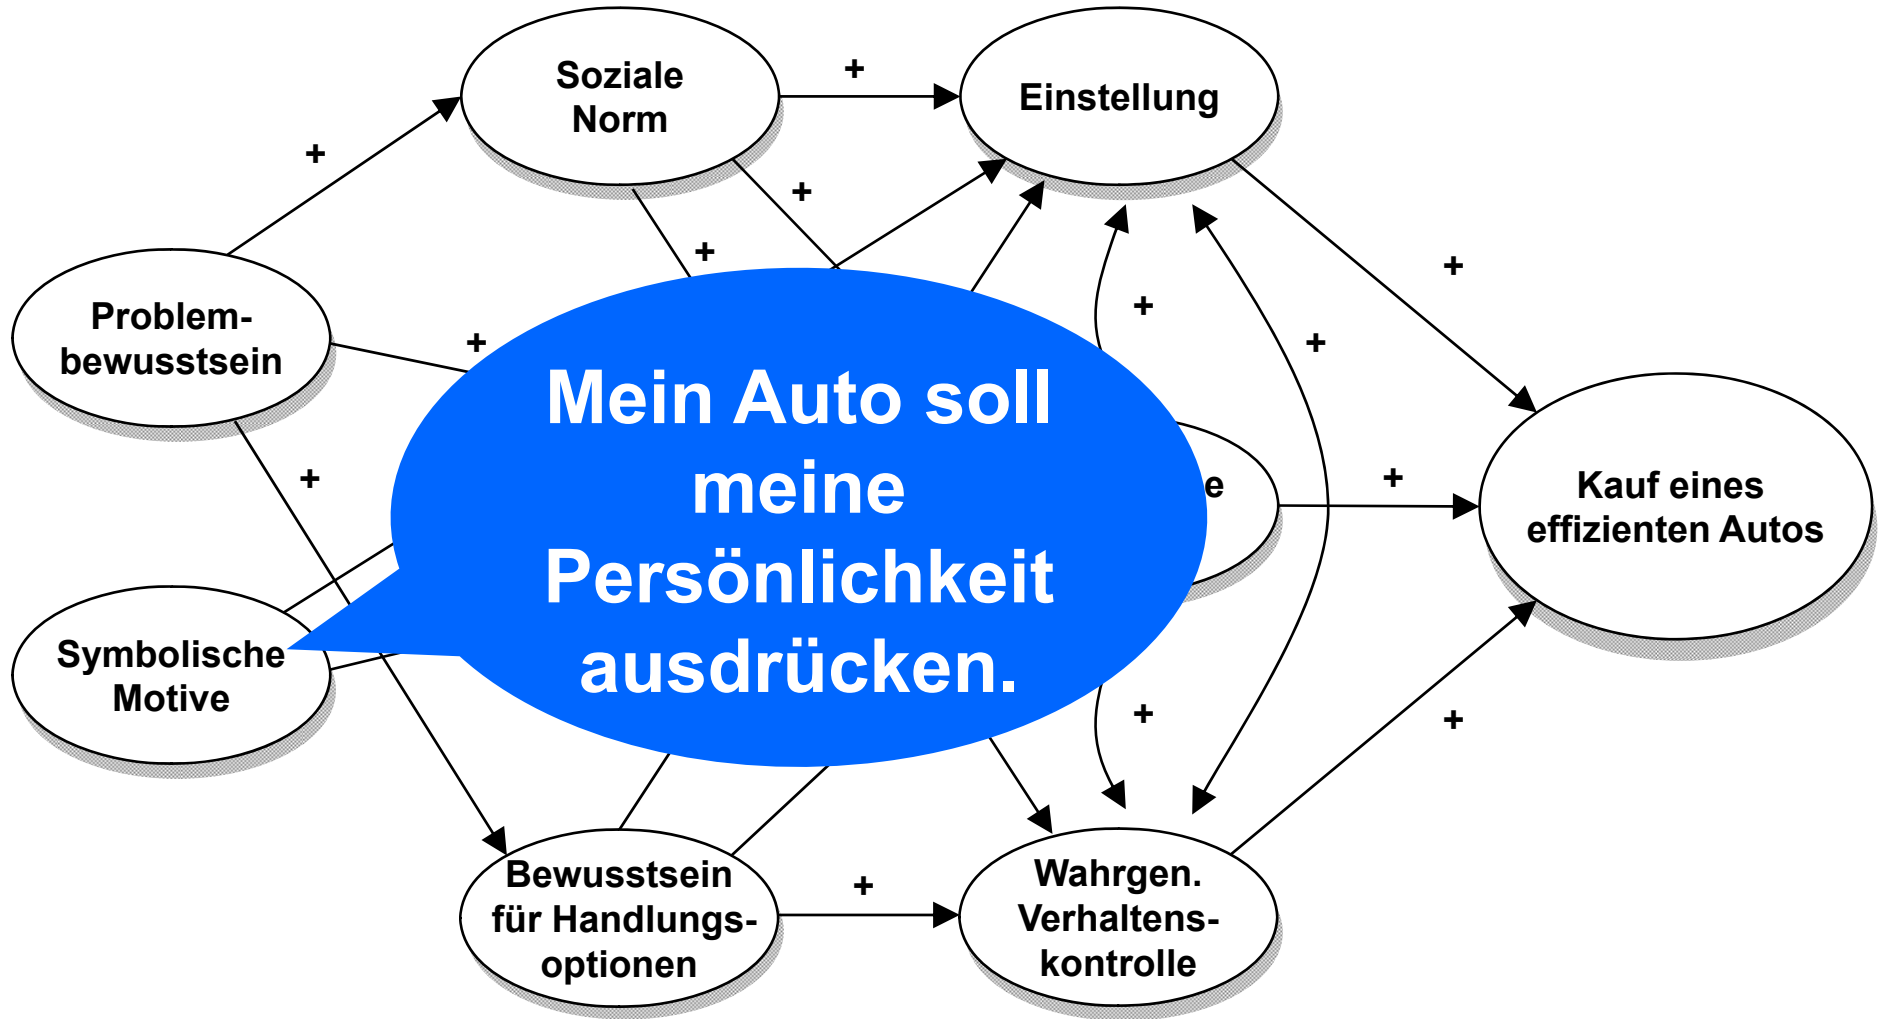 Soziale
Norm
+
Einstellung
+
+
+
+
Problem-
bewusstsein
+
+
+
Mein Auto soll
meine
Persönlichkeit
ausdrücken.
+
e
+
Kauf eines
effizienten Autos
Symbolische
Motive
+
+
Bewusstsein
für Handlungs-
optionen
+
Wahrgen.
Verhaltens-
kontrolle